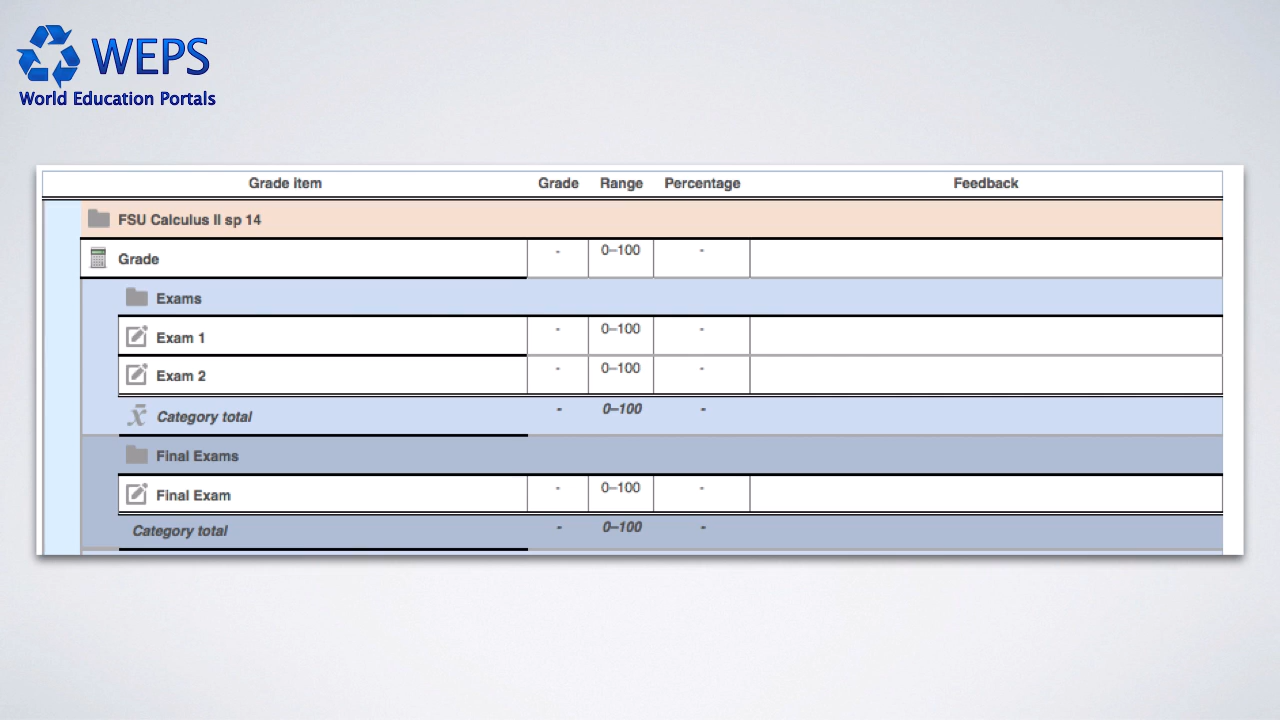 WEPS
World Education Portals
Grade item Grade Range Percentage Feedback
FSU Calculus II sp 14
Grade - 0–100 -
Exams
Exam 1 - 0–100 -
Exam 2 - 0–100 -
x̄ Category total - 0–100 -
Final Exams
Final Exam - 0–100 -
Category total - 0–100 -